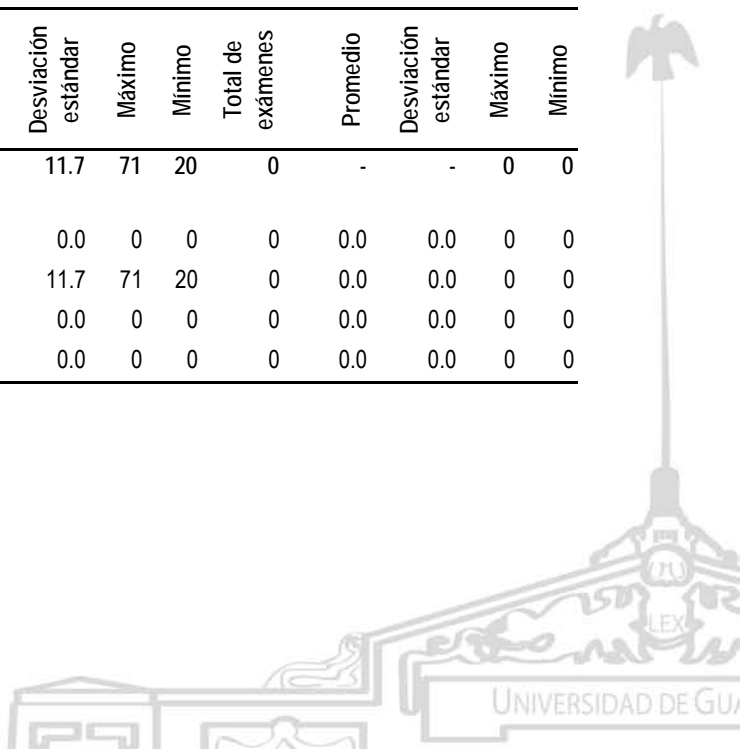 Desviación estándar Máximo Mínimo Total de exámenes Promedio Desviación estándar Máximo Mínimo
11.7 71 20 0 - - 0 0
0.0 0 0 0 0.0 0.0 0 0
11.7 71 20 0 0.0 0.0 0 0
0.0 0 0 0 0.0 0.0 0 0
0.0 0 0 0 0.0 0.0 0 0
LEX
UNIVERSIDAD DE GUA